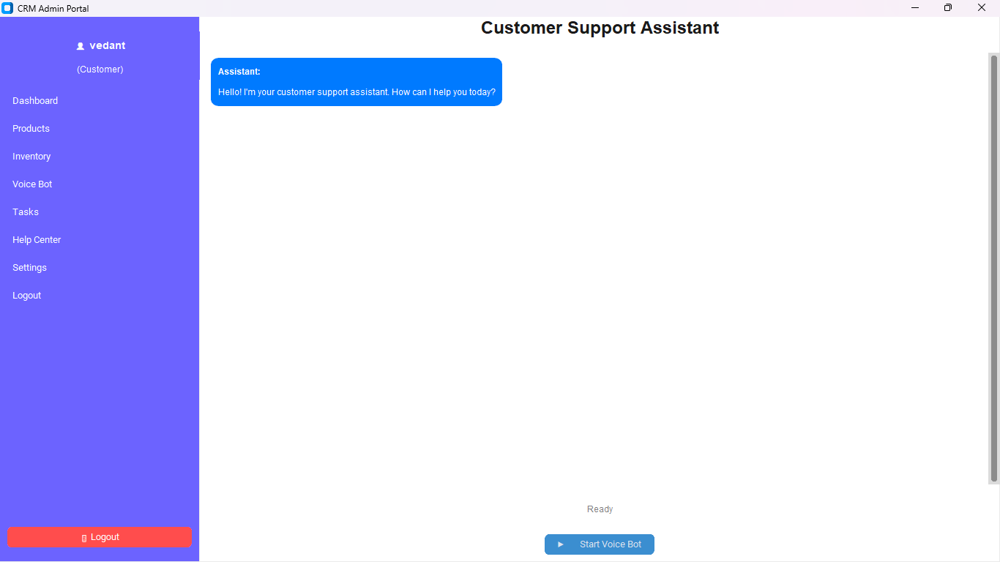 CRM Admin Portal
vedant
(Customer)
Dashboard
Products
Inventory
Voice Bot
Tasks
Help Center
Settings
Logout
Logout
Customer Support Assistant
Assistant:
Hello! I'm your customer support assistant. How can I help you today?
Ready
Start Voice Bot